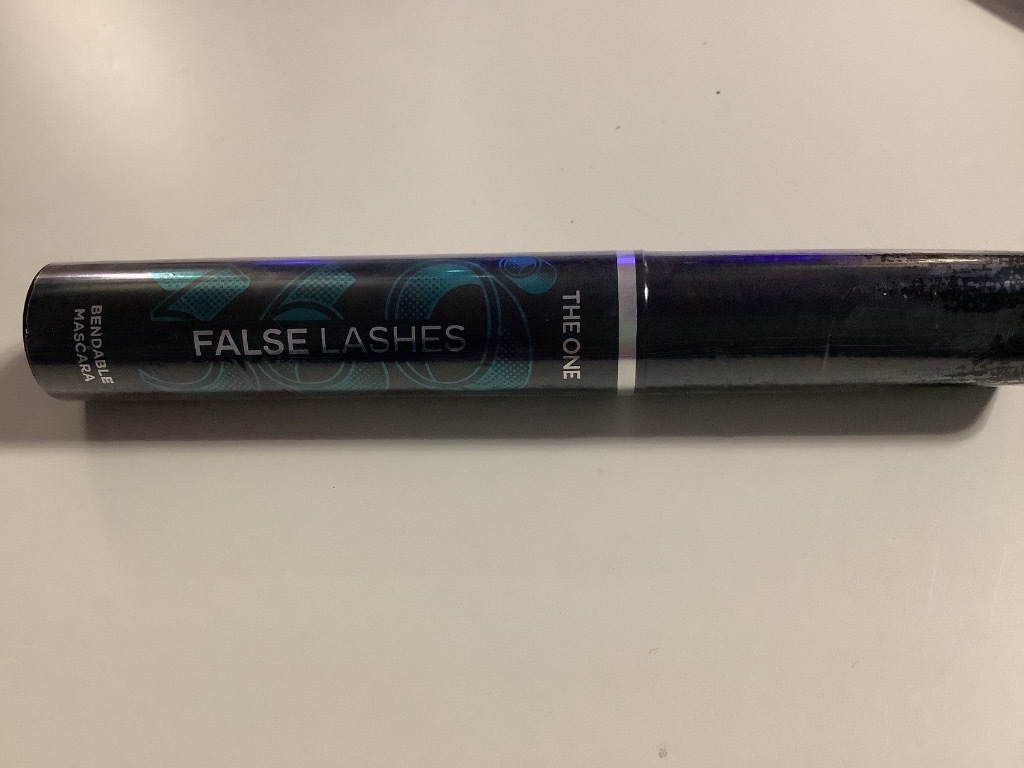 THE ONE
360°
FALSE LASHES
BENDABLE
MASCARA